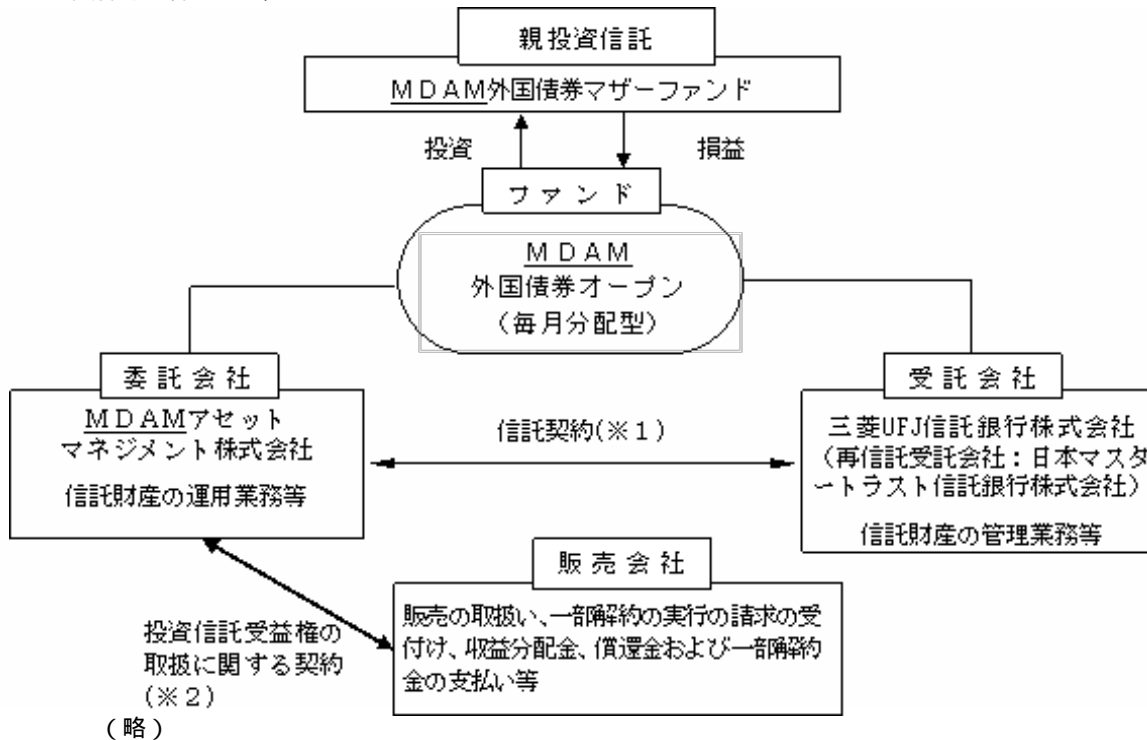 親投資信託
MDAM外国債券マザーファンド
投資
損益
ファンド
MDAM
外国債券オープン
（毎月分配型）
委託会社
MDAMアセット
マネジメント株式会社
信託財産の運用業務等
信託契約(※1)
受託会社
三菱UFJ信託銀行株式会社
（再信託受託会社：日本マスタ
ートラスト信託銀行株式会社）
信託財産の管理業務等
販売会社
販売の取扱い、一部解約の実行の請求の受
付け、収益分配金、償還金および一部解約
金の支払い等
投資信託受益権の
取扱に関する契約
(※2)
（略）